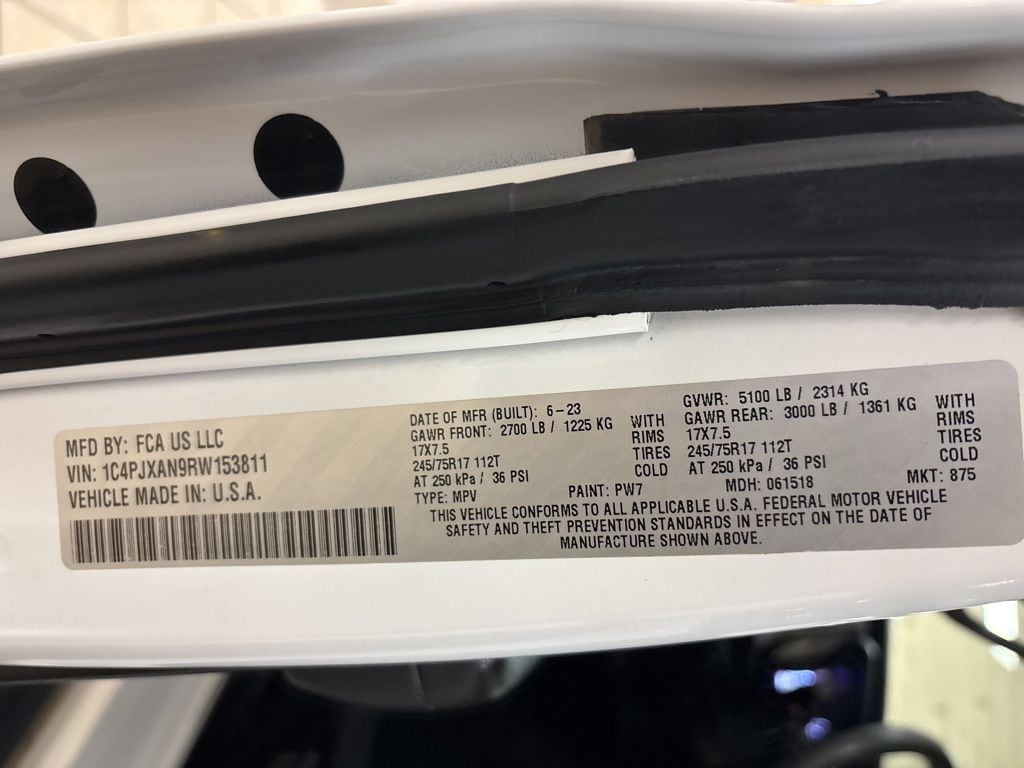 MFD BY: FCA US LLC
VIN: 1C4PJXAN9RW153811
VEHICLE MADE IN: U.S.A.
DATE OF MFR (BUILT): 6-23
GAWR FRONT: 2700 LB / 1225 KG WITH
17X7.5 RIMS
245/75R17 112T TIRES
AT 250 kPa / 36 PSI COLD
GVWR: 5100 LB / 2314 KG
GAWR REAR: 3000 LB / 1361 KG WITH
17X7.5 RIMS
245/75R17 112T TIRES
AT 250 kPa / 36 PSI COLD
TYPE: MPV PAINT: PW7 MDH: 061518 MKT: 875
THIS VEHICLE CONFORMS TO ALL APPLICABLE U.S.A. FEDERAL MOTOR VEHICLE
SAFETY AND THEFT PREVENTION STANDARDS IN EFFECT ON THE DATE OF
MANUFACTURE SHOWN ABOVE.